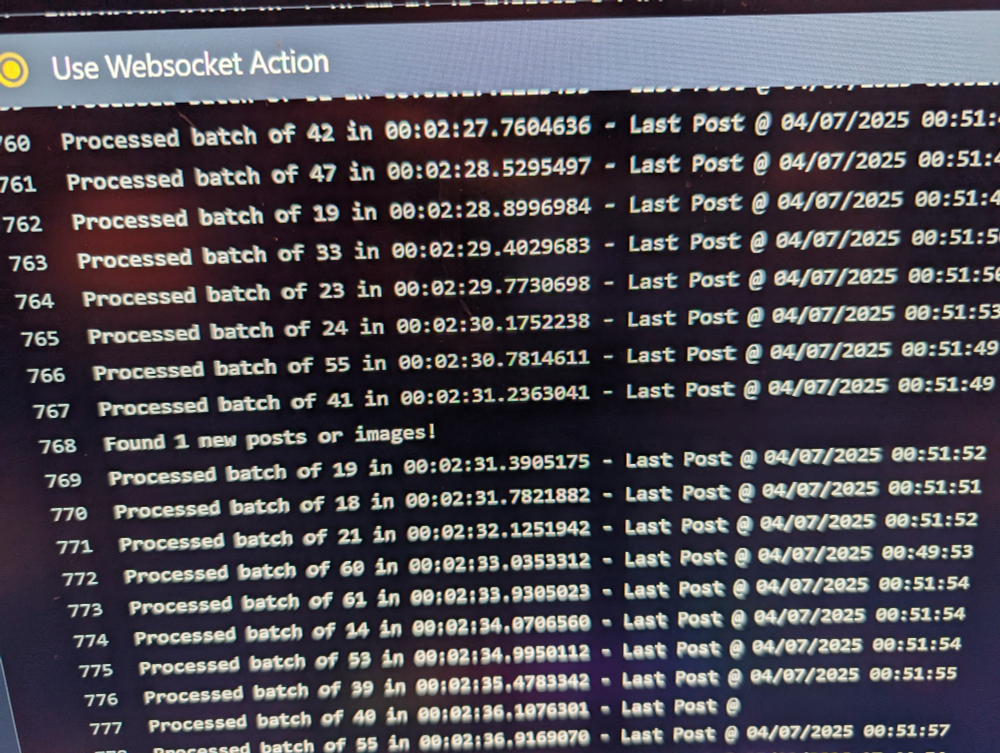 Use Websocket Action
760 Processed batch of 42 in 00:02:27.7604636 - Last Post @ 04/07/2025 00:51:
761 Processed batch of 47 in 00:02:28.5295497 - Last Post @ 04/07/2025 00:51:4
762 Processed batch of 19 in 00:02:28.8996984 - Last Post @ 04/07/2025 00:51:4
763 Processed batch of 33 in 00:02:29.4029683 - Last Post @ 04/07/2025 00:51:5
764 Processed batch of 23 in 00:02:29.7730698 - Last Post @ 04/07/2025 00:51:50
765 Processed batch of 24 in 00:02:30.1752238 - Last Post @ 04/07/2025 00:51:53
766 Processed batch of 55 in 00:02:30.7814611 - Last Post @ 04/07/2025 00:51:49
767 Processed batch of 41 in 00:02:31.2363041 - Last Post @ 04/07/2025 00:51:49
768 Found 1 new posts or images!
769 Processed batch of 19 in 00:02:31.3905175 - Last Post @ 04/07/2025 00:51:52
770 Processed batch of 18 in 00:02:31.7821882 - Last Post @ 04/07/2025 00:51:51
771 Processed batch of 21 in 00:02:32.1251942 - Last Post @ 04/07/2025 00:51:52
772 Processed batch of 60 in 00:02:33.0353312 - Last Post @ 04/07/2025 00:49:53
773 Processed batch of 61 in 00:02:33.9305023 - Last Post @ 04/07/2025 00:51:54
774 Processed batch of 14 in 00:02:34.0706560 - Last Post @ 04/07/2025 00:51:54
775 Processed batch of 53 in 00:02:34.9950112 - Last Post @ 04/07/2025 00:51:54
776 Processed batch of 39 in 00:02:35.4783342 - Last Post @ 04/07/2025 00:51:55
777 Processed batch of 40 in 00:02:36.1076301 - Last Post @
Processed batch of 55 in 00:02:36.9169070 - Last Post @ 04/07/2025 00:51:57